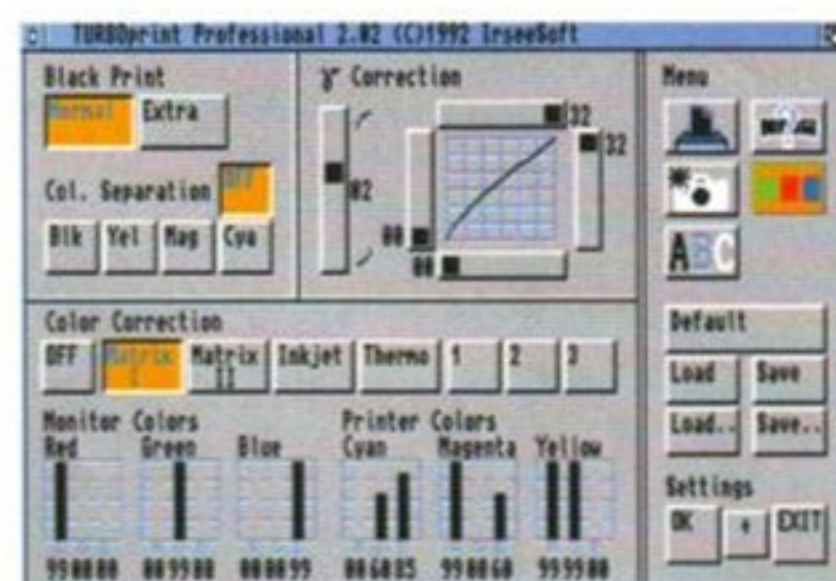 TURBOprint Professional 2.02 (C)1992 IrseeSoft
Black Print
Normal Extra
Col. Separation OFF
Blk Yel Mag Cya
γ Correction
32
32
02
00
00
Menu
ABC
Default
Load Save
Load.. Save..
Settings
OK + EXIT
Color Correction
OFF Matrix I Matrix II Inkjet Thermo 1 2 3
Monitor Colors
Red Green Blue
990000 009900 000099
Printer Colors
Cyan Magenta Yellow
006085 990060 999900